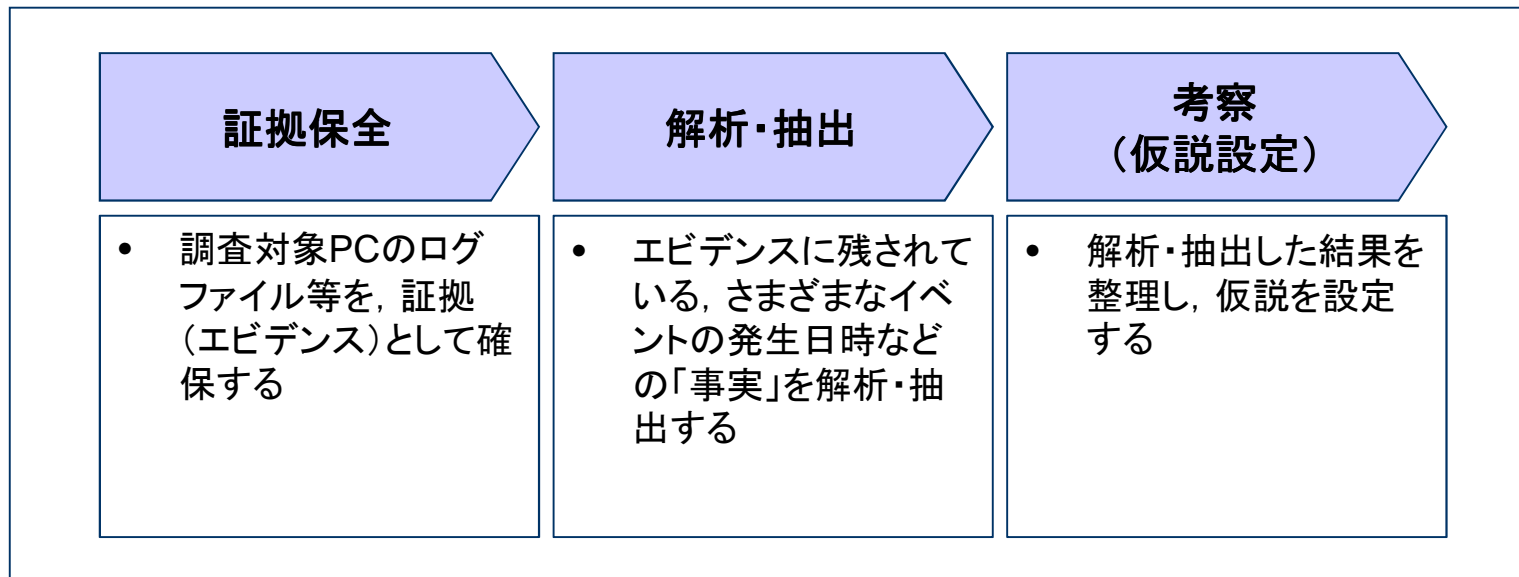 証拠保全
解析・抽出
考察
（仮説設定）
• 調査対象PCのログ
ファイル等を，証拠
（エビデンス）として確
保する
• エビデンスに残されて
いる，さまざまなイベ
ントの発生日時など
の「事実」を解析・抽
出する
• 解析・抽出した結果を
整理し，仮説を設定
する